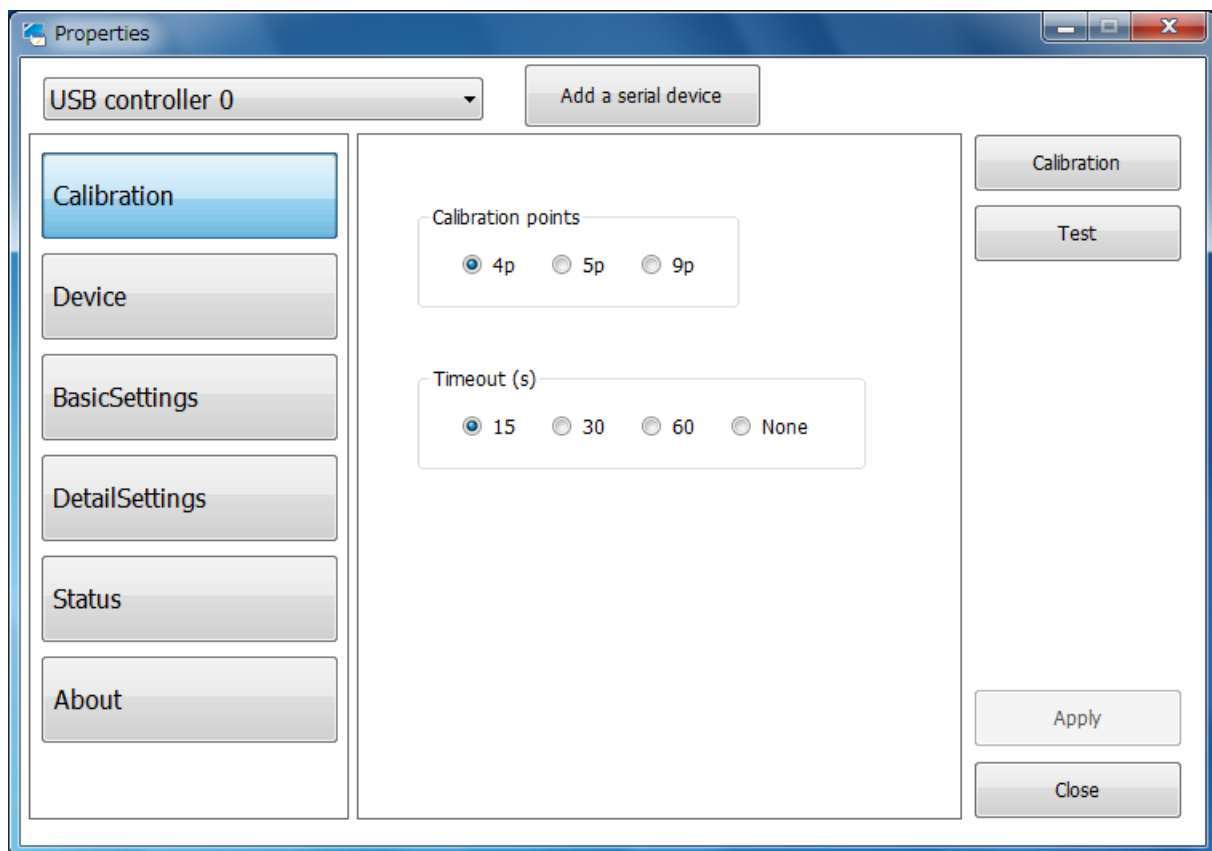 Properties
USB controller 0
Add a serial device
Calibration
Device
BasicSettings
DetailSettings
Status
About
Calibration points
4p 5p 9p
Timeout (s)
15 30 60 None
Calibration
Test
Apply
Close